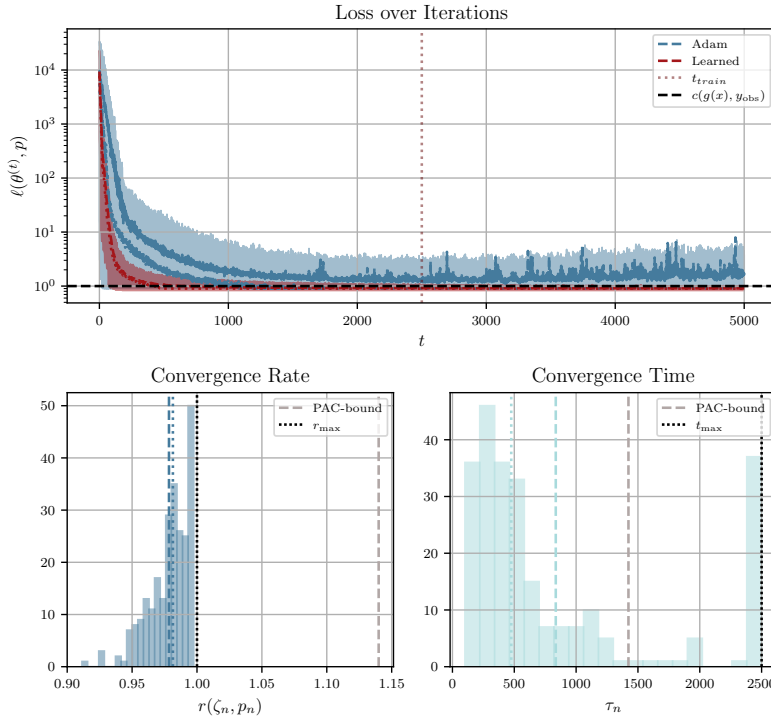 Loss over Iterations
10^4
10^3
10^2
10^1
10^0
ℓ(θ^(t), p)
Adam
Learned
t_train
c(g(x), y_obs)
0 1000 2000 3000 4000 5000
t
Convergence Rate
50
40
30
20
10
0
PAC-bound
r_max
0.90 0.95 1.00 1.05 1.10 1.15
r(ζ_n, p_n)
Convergence Time
40
30
20
10
0
PAC-bound
t_max
0 500 1000 1500 2000 2500
τ_n